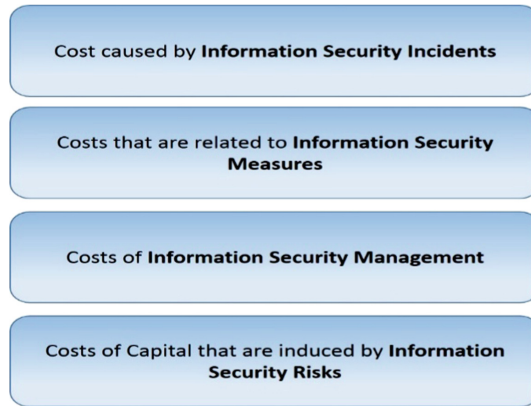 Cost caused by Information Security Incidents
Costs that are related to Information Security
Measures
Costs of Information Security Management
Costs of Capital that are induced by Information
Security Risks